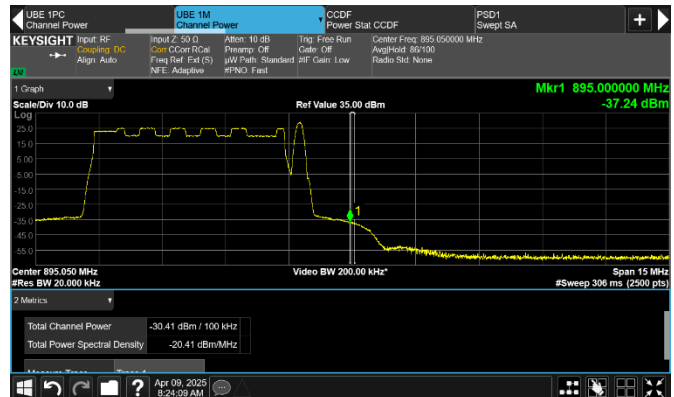 UBE 1PC
Channel Power
UBE 1M
Channel Power
CCDF
Power Stat CCDF
PSD1
Swept SA
KEYSIGHT
Input: RF
Coupling: DC
Align: Auto
Input Z: 50 Ω
Corr CCorr RCal
Freq Ref: Ext (S)
NFE: Adaptive
Atten: 10 dB
Preamp: Off
µW Path: Standard
#PNO: Fast
Trig: Free Run
Gate: Off
#IF Gain: Low
Center Freq: 895.050000 MHz
Avg|Hold: 86/100
Radio Std: None
1 Graph
Mkr1 895.000000 MHz
Scale/Div 10.0 dB
Ref Value 35.00 dBm
-37.24 dBm
Log
25.0
15.0
5.00
-5.00
-15.0
-25.0
-35.0
-45.0
-55.0
1
Center 895.050 MHz
Video BW 200.00 kHz*
Span 15 MHz
#Res BW 20.000 kHz
#Sweep 306 ms (2500 pts)
2 Metrics
Total Channel Power -30.41 dBm / 100 kHz
Total Power Spectral Density -20.41 dBm/MHz
Measure Trace Trace 1
Apr 09, 2025
8:24:09 AM